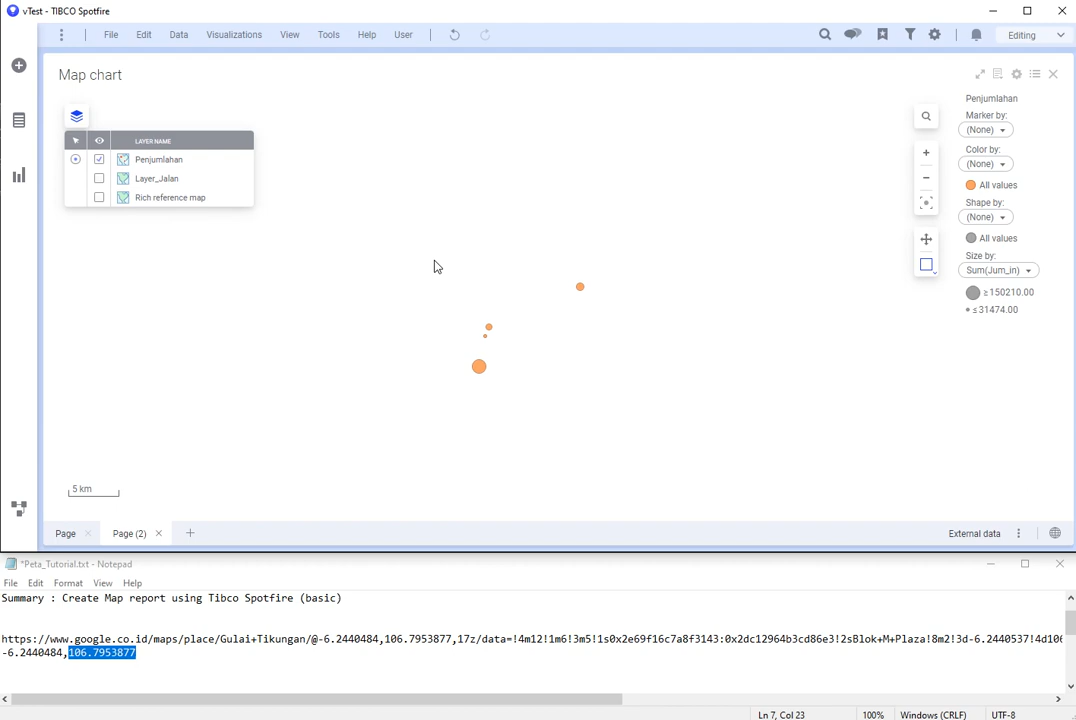 vTest - TIBCO Spotfire
File Edit Data Visualizations View Tools Help User
Editing
Map chart
LAYER NAME
Penjumlahan
Layer_Jalan
Rich reference map
Penjumlahan
Marker by:
(None)
Color by:
(None)
All values
Shape by:
(None)
All values
Size by:
Sum(Jum_in)
≥150210.00
≤31474.00
5 km
Page
Page (2)
External data
*Peta_Tutorial.txt - Notepad
File Edit Format View Help
Summary : Create Map report using Tibco Spotfire (basic)
https://www.google.co.id/maps/place/Gulai+Tikungan/@-6.2440484,106.7953877,17z/data=!4m12!1m6!3m5!1s0x2e69f16c7a8f3143:0x2dc12964b3cd86e3!2sBlok+M+Plaza!8m2!3d-6.2440537!4d106
-6.2440484,106.7953877
Ln 7, Col 23
100%
Windows (CRLF)
UTF-8